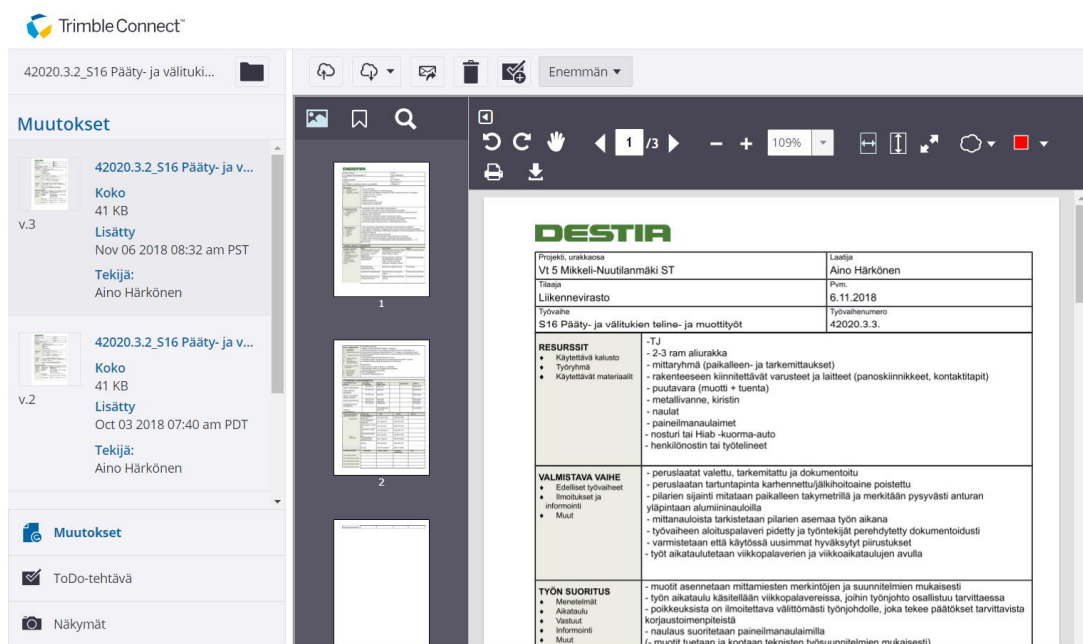 Trimble Connect™
42020.3.2_S16 Pääty- ja välituki...
Enemmän
Muutokset
42020.3.2_S16 Pääty- ja v...
Koko
41 KB
v.3
Lisätty
Nov 06 2018 08:32 am PST
Tekijä:
Aino Härkönen
42020.3.2_S16 Pääty- ja v...
Koko
41 KB
v.2
Lisätty
Oct 03 2018 07:40 am PDT
Tekijä:
Aino Härkönen
Muutokset
ToDo-tehtävä
Näkymät
1
2
1 /3
109%
DESTIA
Projekti, urakkaosa
Vt 5 Mikkeli-Nuutilanmäki ST
Laatija
Aino Härkönen
Tilaaja
Liikennevirasto
Pvm.
6.11.2018
Työvaihe
S16 Pääty- ja välitukien teline- ja muottityöt
Työvaihenumero
42020.3.3.
RESURSSIT
Käytettävä kalusto
Työryhmä
Käytettävät materiaalit
-TJ
- 2-3 ram aliurakka
- mittaryhmä (paikalleen- ja tarkemittaukset)
- rakenteeseen kiinnitettävät varusteet ja laitteet (panoskiinnikkeet, kontaktitapit)
- puutavara (muotti + tuenta)
- metallivanne, kiristin
- naulat
- paineilmanaulaimet
- nosturi tai Hiab -kuorma-auto
- henkilönostin tai työtelineet
VALMISTAVA VAIHE
Edelliset työvaiheet
Ilmoitukset ja
informointi
Muut
- peruslaatat valettu, tarkemitattu ja dokumentoitu
- peruslaatan tartuntapinta karhennettu/jälkihoitoaine poistettu
- pilarien sijainti mitataan paikalleen takymetrillä ja merkitään pysyvästi anturan
yläpintaan alumiininauloilla
- mittanauloista tarkistetaan pilarien asemaa työn aikana
- työvaiheen aloituspalaveri pidetty ja työntekijät perehdytetty dokumentoidusti
- varmistetaan että käytössä uusimmat hyväksytyt piirustukset
- työt aikataulutetaan viikkopalaverien ja viikkoaikataulujen avulla
TYÖN SUORITUS
Menetelmät
Aikataulu
Vastuut
Informointi
Muut
- muotit asennetaan mittamiesten merkintöjen ja suunnitelmien mukaisesti
- työn aikataulu käsitellään viikkopalavereissa, joihin työnjohto osallistuu tarvittaessa
- poikkeuksista on ilmoitettava välittömästi työnjohdolle, joka tekee päätökset tarvittavista
korjaustoimenpiteistä
- naulaus suoritetaan paineilmanaulaimilla
(- muotit tuetaan ja kootaan teknisten työsuunnitelmien mukaisesti)